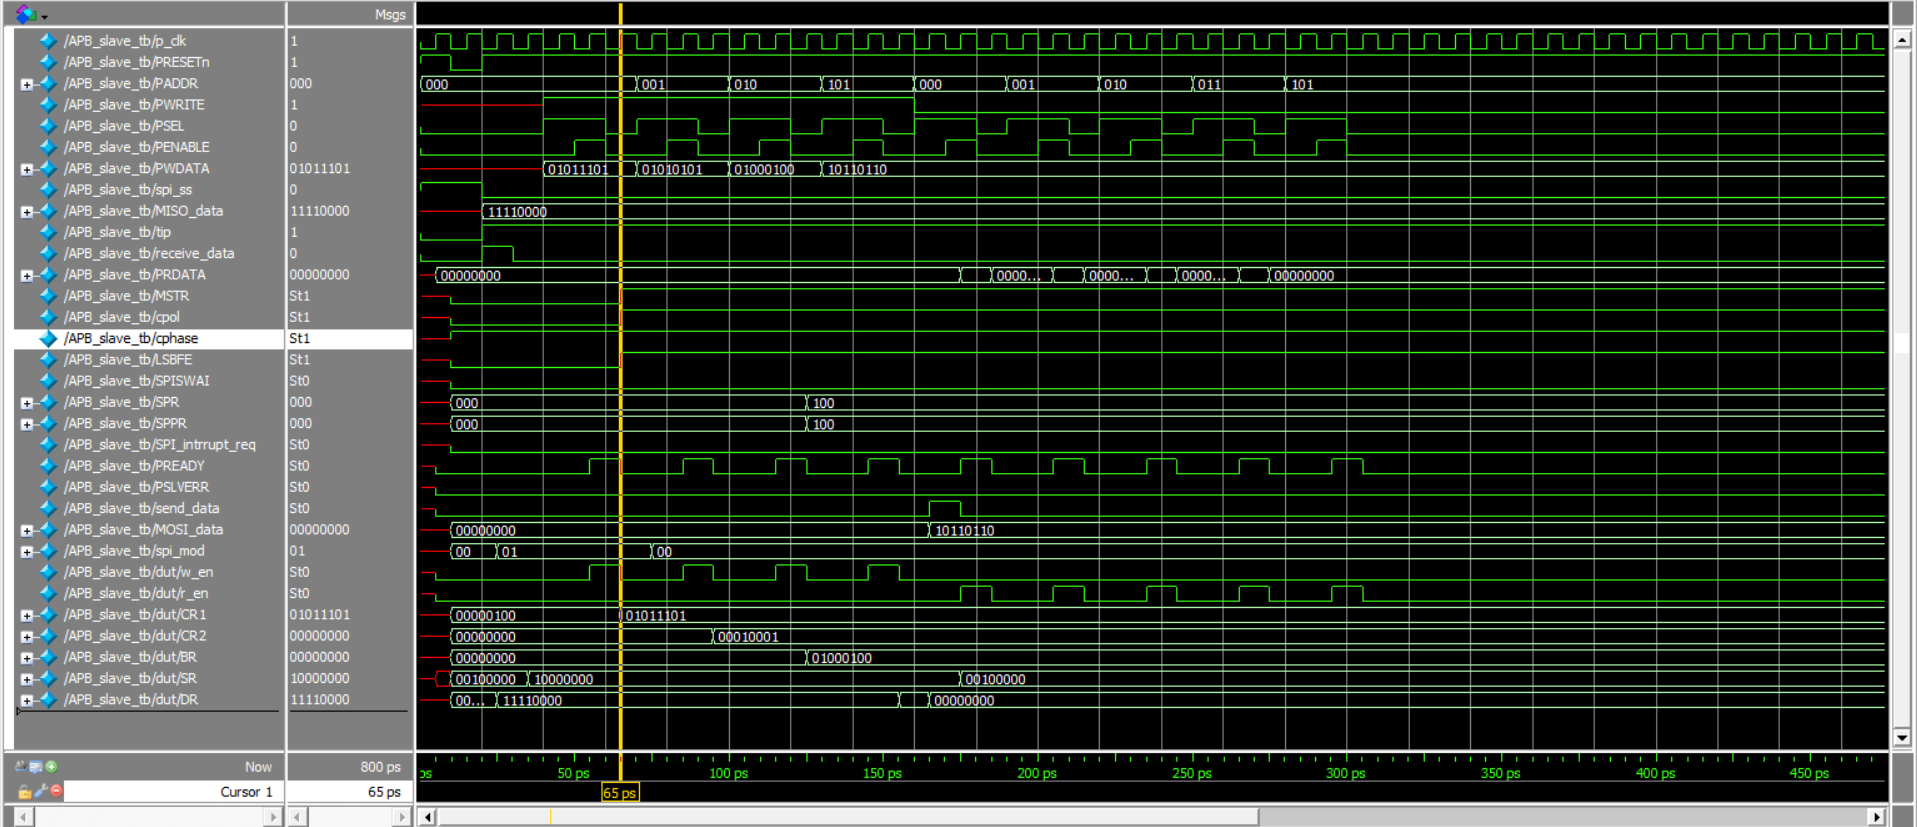 Msgs
/APB_slave_tb/p_clk 1
/APB_slave_tb/PRESETn 1
/APB_slave_tb/PADDR 000 000 001 010 101 000 001 010 011 101
/APB_slave_tb/PWRITE 1
/APB_slave_tb/PSEL 0
/APB_slave_tb/PENABLE 0
/APB_slave_tb/PWDATA 01011101 01011101 01010101 01000100 10110110
/APB_slave_tb/spi_ss 0
/APB_slave_tb/MISO_data 11110000 11110000
/APB_slave_tb/tip 1
/APB_slave_tb/receive_data 0
/APB_slave_tb/PRDATA 00000000 00000000 0000... 0000... 0000... 00000000
/APB_slave_tb/MSTR St1
/APB_slave_tb/cpol St1
/APB_slave_tb/cphase St1
/APB_slave_tb/LSBFE St1
/APB_slave_tb/SPISWAI St0
/APB_slave_tb/SPR 000 000 100
/APB_slave_tb/SPPR 000 000 100
/APB_slave_tb/SPI_intrrupt_req St0
/APB_slave_tb/PREADY St0
/APB_slave_tb/PSLVERR St0
/APB_slave_tb/send_data St0
/APB_slave_tb/MOSI_data 00000000 00000000 10110110
/APB_slave_tb/spi_mod 01 00 01 00
/APB_slave_tb/dut/w_en St0
/APB_slave_tb/dut/r_en St0
/APB_slave_tb/dut/CR1 01011101 00000100 01011101
/APB_slave_tb/dut/CR2 00000000 00000000 00010001
/APB_slave_tb/dut/BR 00000000 00000000 01000100
/APB_slave_tb/dut/SR 10000000 00100000 10000000 00100000
/APB_slave_tb/dut/DR 11110000 00... 11110000 00000000
Now 800 ps ps 50 ps 100 ps 150 ps 200 ps 250 ps 300 ps 350 ps 400 ps 450 ps
Cursor 1 65 ps 65 ps